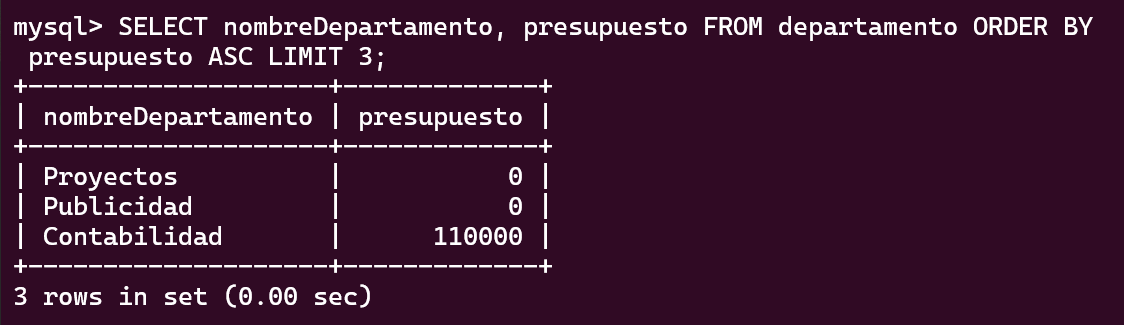 mysql> SELECT nombreDepartamento, presupuesto FROM departamento ORDER BY
 presupuesto ASC LIMIT 3;
+--------------------+-------------+
| nombreDepartamento | presupuesto |
+--------------------+-------------+
| Proyectos          |           0 |
| Publicidad         |           0 |
| Contabilidad       |      110000 |
+--------------------+-------------+
3 rows in set (0.00 sec)